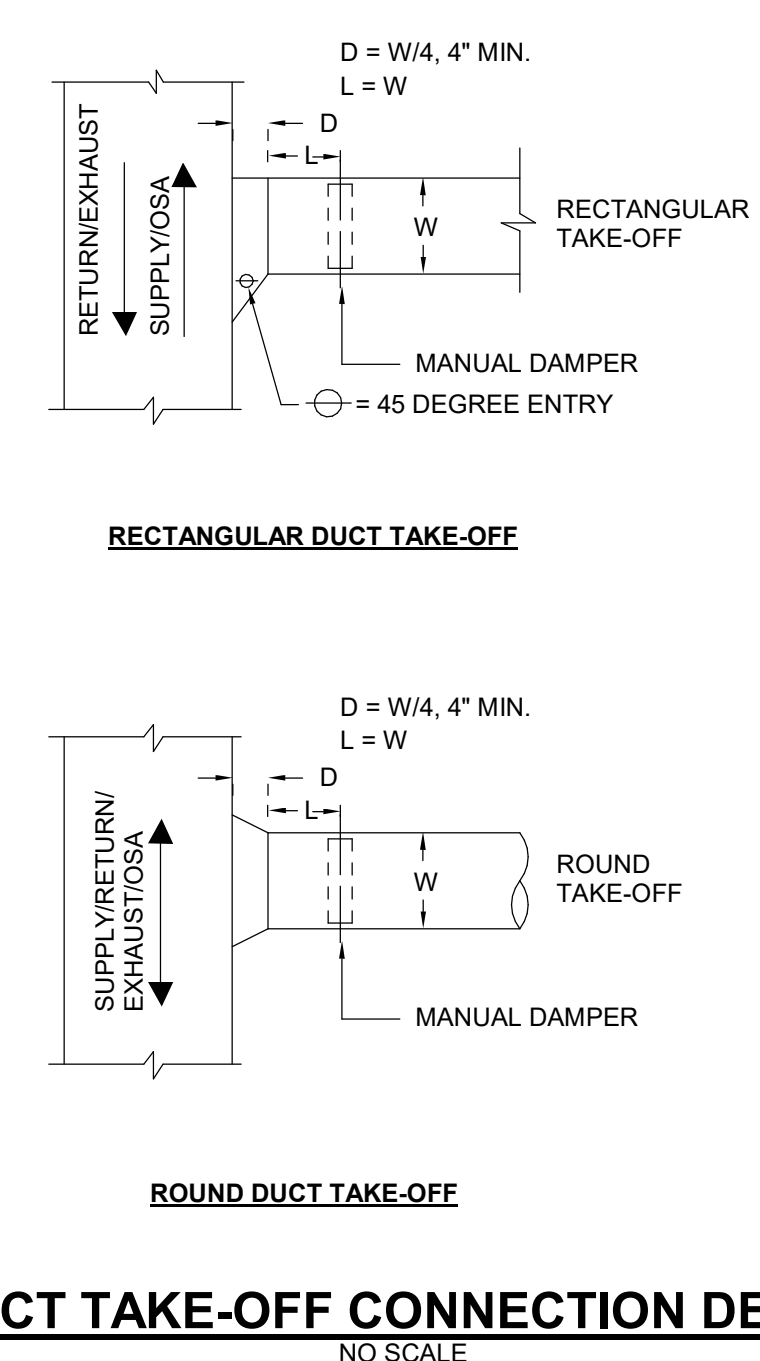 D = W/4, 4" MIN.
L = W
RETURN/EXHAUST
SUPPLY/OSA
D
L
W
RECTANGULAR
TAKE-OFF
MANUAL DAMPER
= 45 DEGREE ENTRY
RECTANGULAR DUCT TAKE-OFF
D = W/4, 4" MIN.
L = W
SUPPLY/RETURN/
EXHAUST/OSA
D
L
W
ROUND
TAKE-OFF
MANUAL DAMPER
ROUND DUCT TAKE-OFF
CT TAKE-OFF CONNECTION DE
NO SCALE